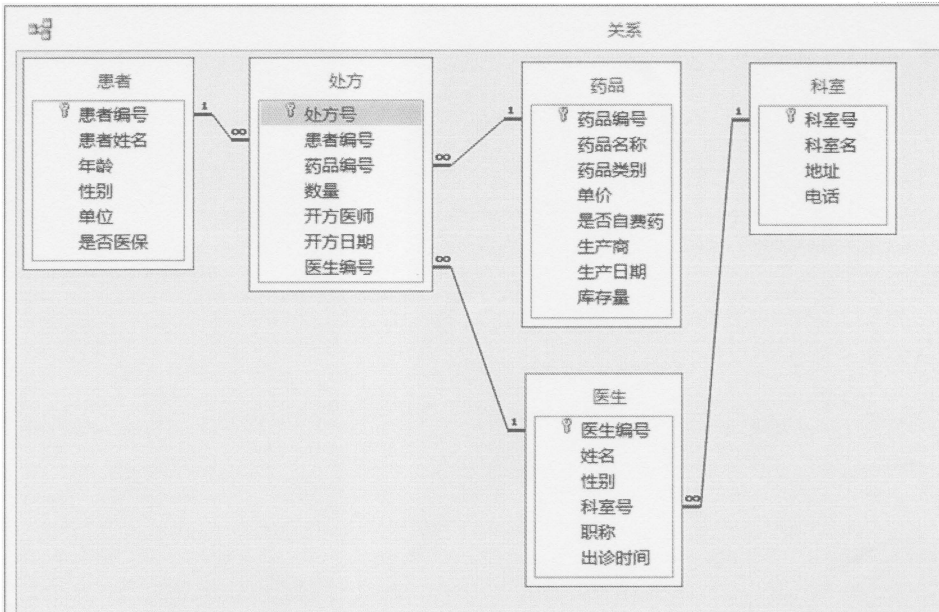 关系
患者
患者编号
患者姓名
年龄
性别
单位
是否医保
处方
处方号
患者编号
药品编号
数量
开方医师
开方日期
医生编号
药品
药品编号
药品名称
药品类别
单价
是否自费药
生产商
生产日期
库存量
科室
科室号
科室名
地址
电话
医生
医生编号
姓名
性别
科室号
职称
出诊时间
1
∞
∞
1
∞
1
1
∞